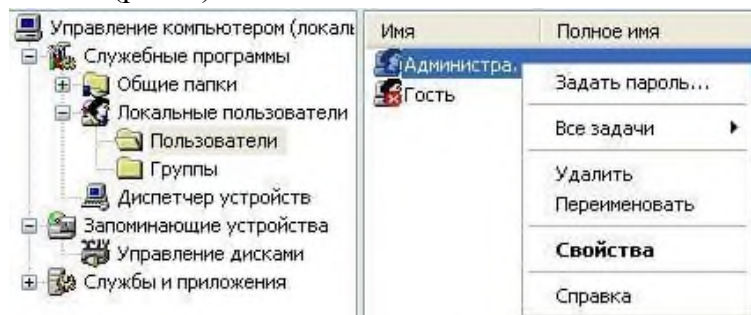 Управление компьютером (локаль
Служебные программы
Общие папки
Локальные пользователи
Пользователи
Группы
Диспетчер устройств
Запоминающие устройства
Управление дисками
Службы и приложения
Имя
Полное имя
Администра.
Гость
Задать пароль...
Все задачи
Удалить
Переименовать
Свойства
Справка